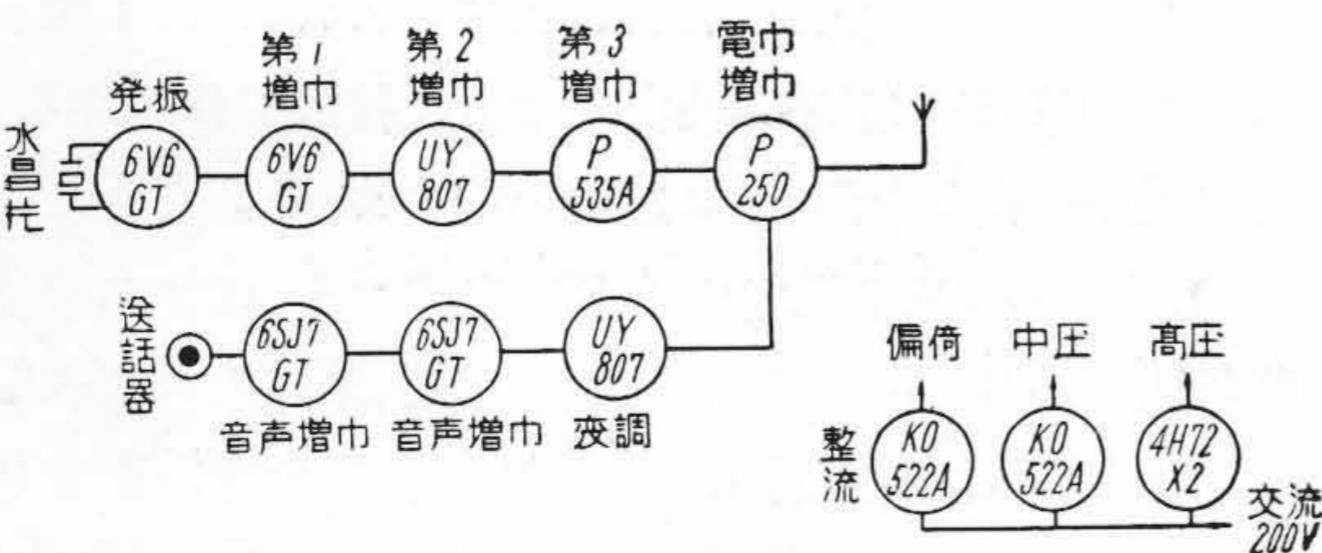 水晶片
発振
第1
増巾
第2
増巾
第3
増巾
電巾
増巾
6V6
GT
6V6
GT
UY
807
P
535A
P
250
送話器
6SJ7
GT
6SJ7
GT
UY
807
音声増巾
音声増巾
変調
偏倚
中圧
髙圧
整流
KO
522A
KO
522A
4H72
X2
交流
200V